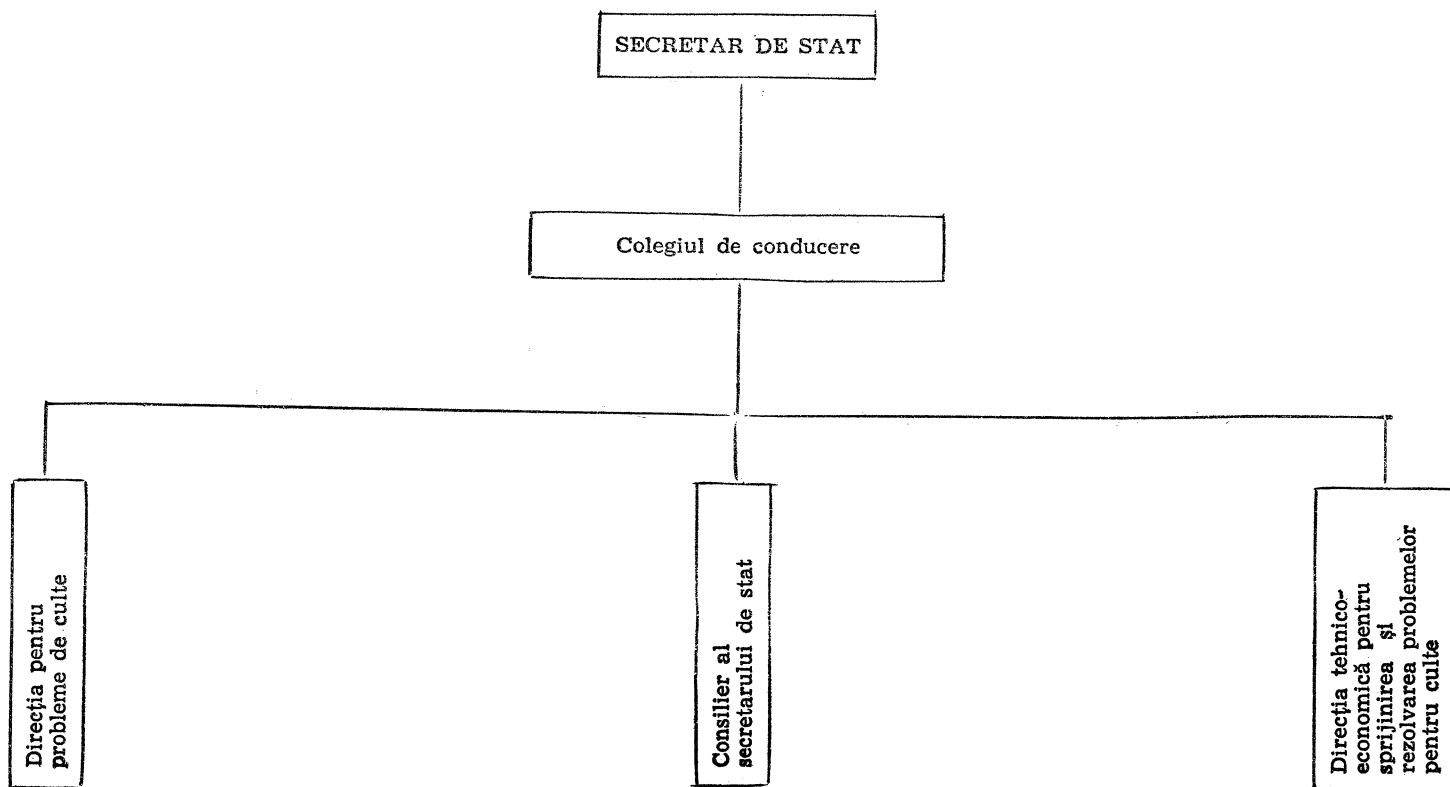 SECRETAR DE STAT
Colegiul de conducere
Direcția pentru
probleme de culte
Consilier al
secretarului de stat
Direcția tehnico-
economică pentru
sprijinirea și
rezolvarea problemelor
pentru culte